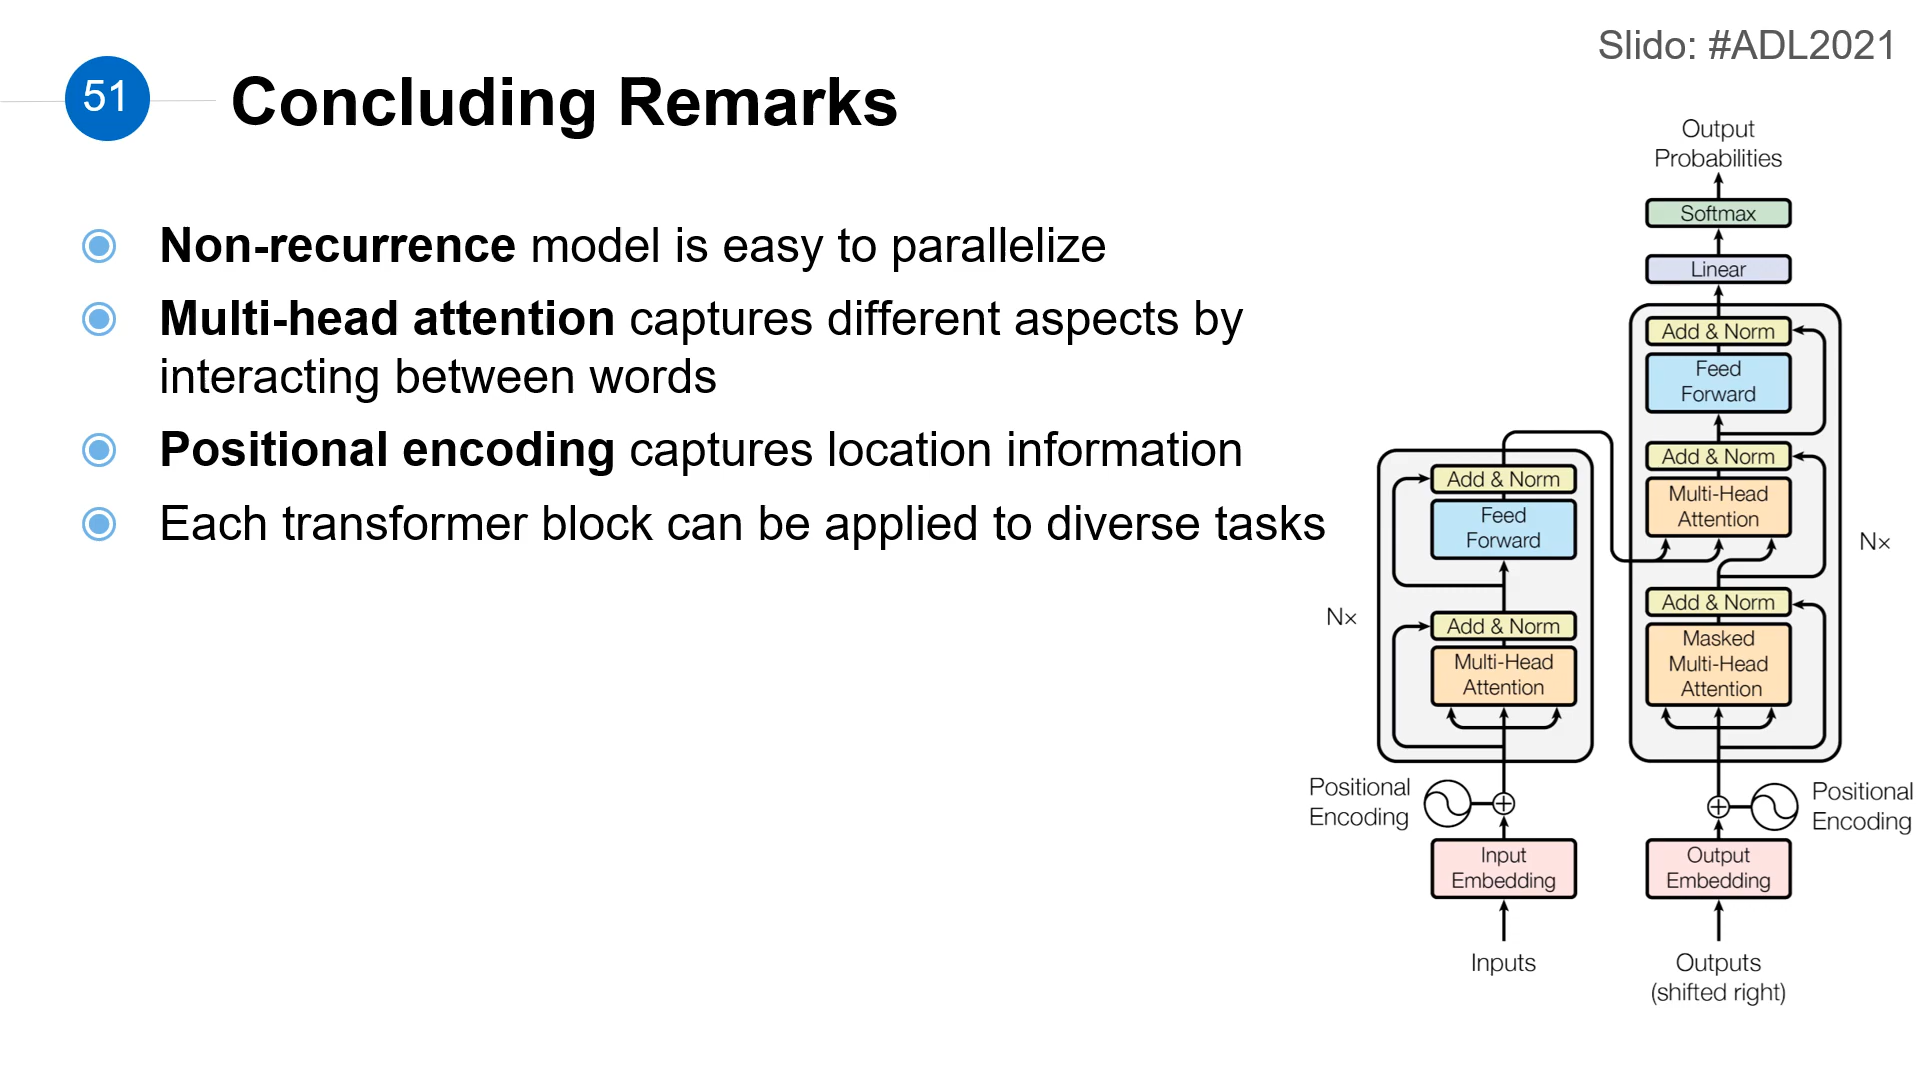 Slido: #ADL2021
51
Concluding Remarks
Non-recurrence model is easy to parallelize
Multi-head attention captures different aspects by
interacting between words
Positional encoding captures location information
Each transformer block can be applied to diverse tasks
Output
Probabilities
Softmax
Linear
Add & Norm
Feed
Forward
Add & Norm
Multi-Head
Attention
N×
Add & Norm
Masked
Multi-Head
Attention
Positional
Encoding
Output
Embedding
Outputs
(shifted right)
Add & Norm
Feed
Forward
N×
Add & Norm
Multi-Head
Attention
Positional
Encoding
Input
Embedding
Inputs